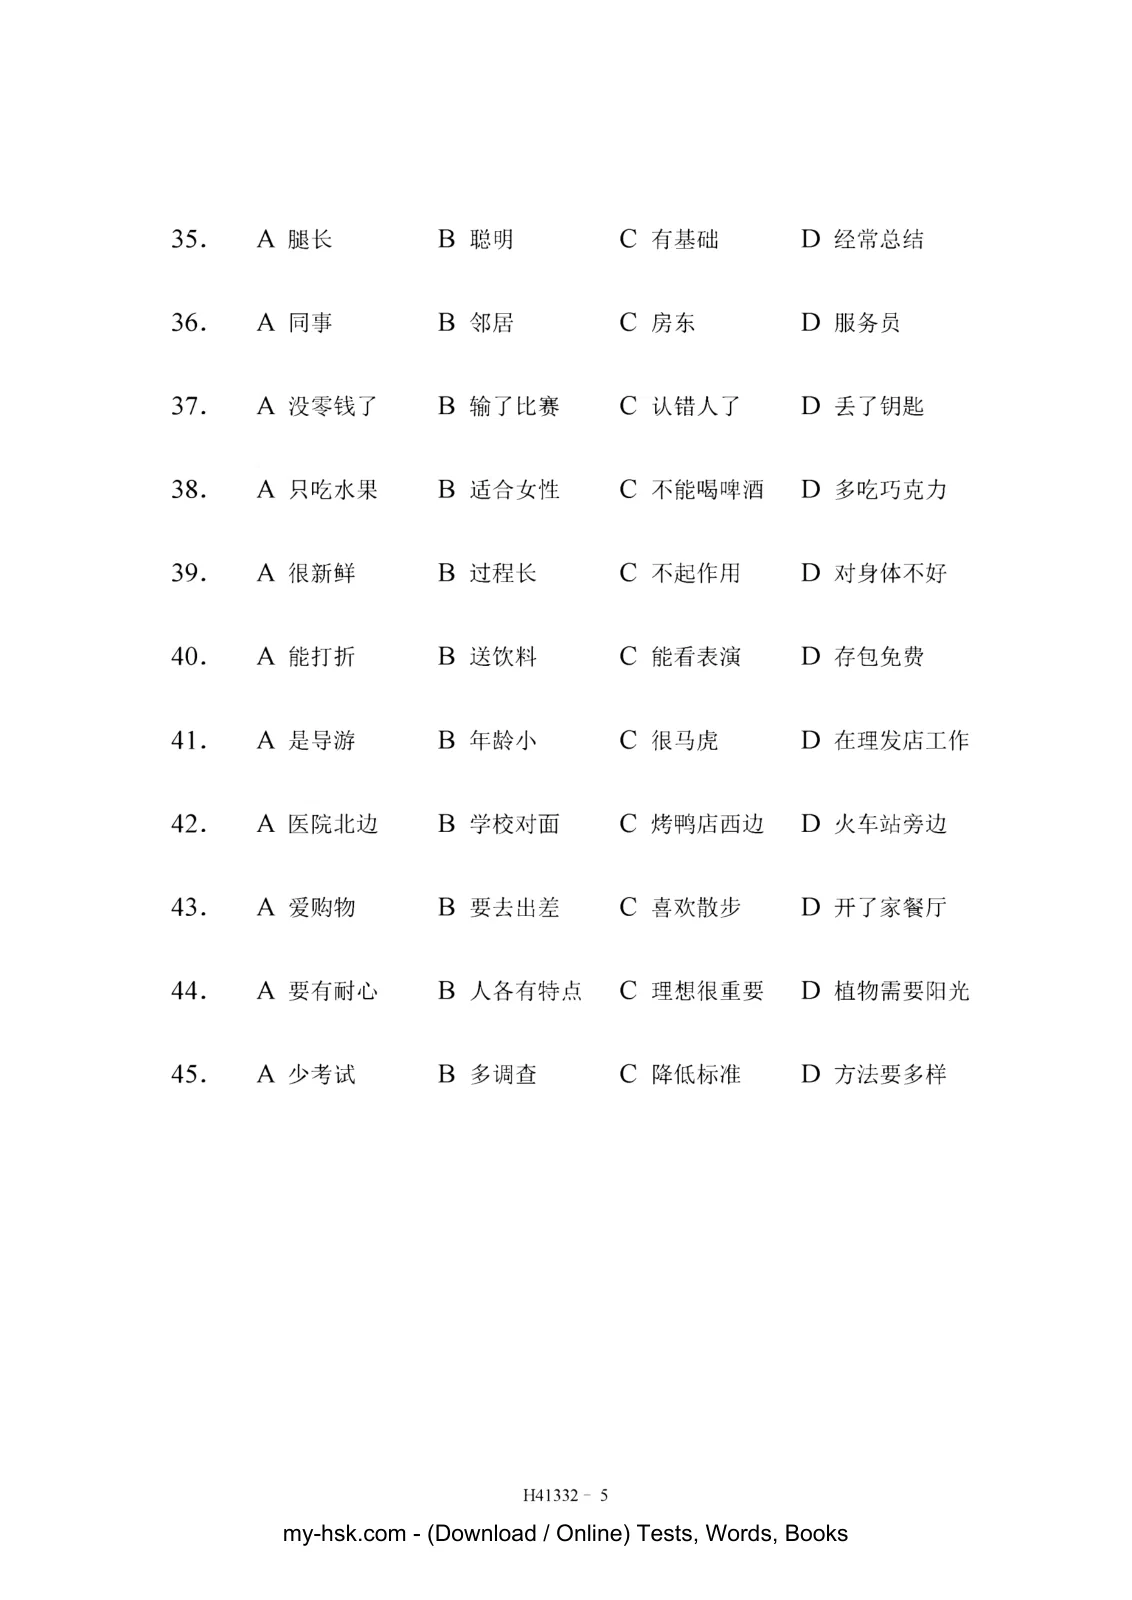 35. A 腿长 B 聪明 C 有基础 D 经常总结
36. A 同事 B 邻居 C 房东 D 服务员
37. A 没零钱了 B 输了比赛 C 认错人了 D 丢了钥匙
38. A 只吃水果 B 适合女性 C 不能喝啤酒 D 多吃巧克力
39. A 很新鲜 B 过程长 C 不起作用 D 对身体不好
40. A 能打折 B 送饮料 C 能看表演 D 存包免费
41. A 是导游 B 年龄小 C 很马虎 D 在理发店工作
42. A 医院北边 B 学校对面 C 烤鸭店西边 D 火车站旁边
43. A 爱购物 B 要去出差 C 喜欢散步 D 开了家餐厅
44. A 要有耐心 B 人各有特点 C 理想很重要 D 植物需要阳光
45. A 少考试 B 多调查 C 降低标准 D 方法要多样
H41332 - 5
my-hsk.com - (Download / Online) Tests, Words, Books